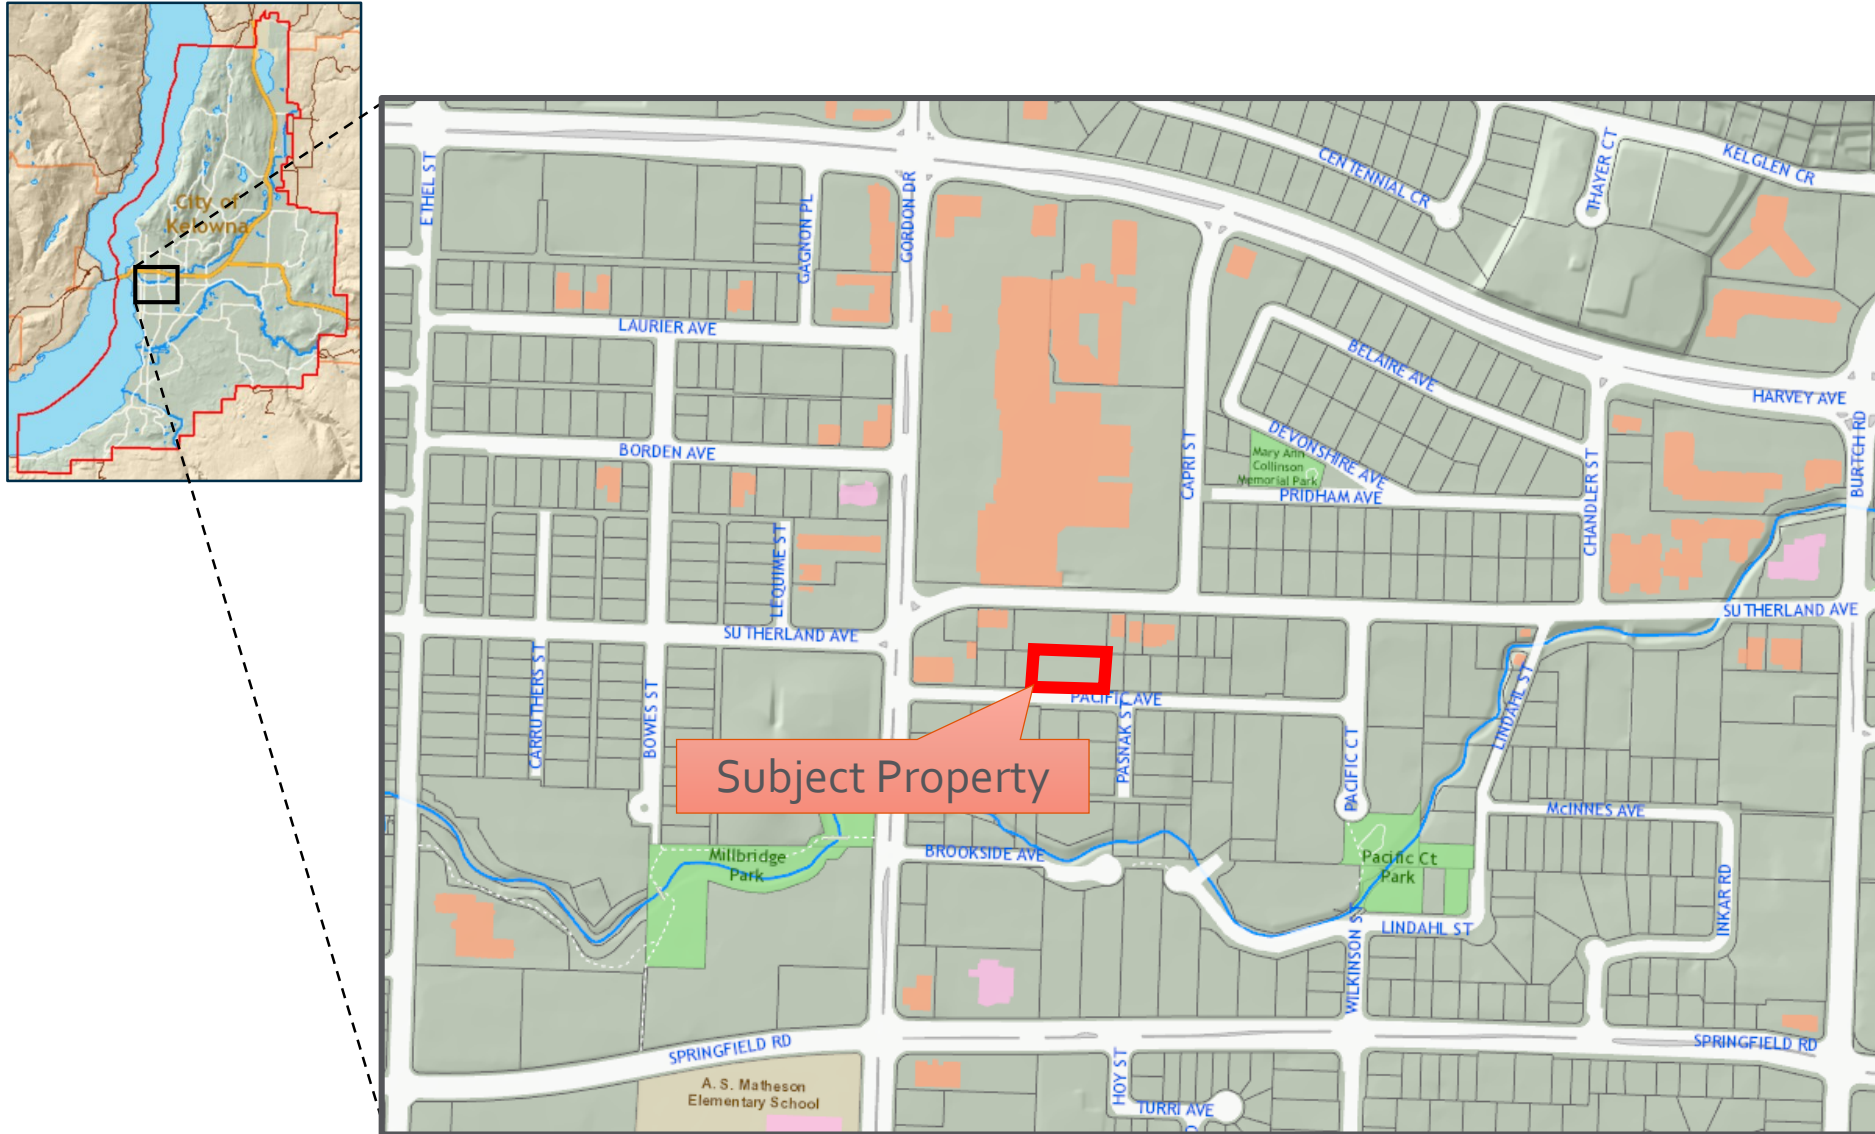 City of
Kelowna
ETHEL ST
GAGNON PL
GORDON DR
CENTENNIAL CR
THAYER CT
KELGLEN CR
LAURIER AVE
BELAIRE AVE
HARVEY AVE
BORDEN AVE
CAPRI ST
DEVONSHIRE AVE
Mary Ann
Collinson
Memorial Park
PRIDHAM AVE
CHANDLER ST
BURTCH RD
LEQUIME ST
SUTHERLAND AVE
SUTHERLAND AVE
CARRUTHERS ST
BOWES ST
PACIFIC AVE
PASNAK ST
LINDAHL ST
Subject Property
PACIFIC CT
McINNES AVE
Millbridge
Park
BROOKSIDE AVE
Pacific Ct
Park
INKAR RD
LINDAHL ST
WILKINSON ST
SPRINGFIELD RD
SPRINGFIELD RD
A. S. Matheson
Elementary School
HOY ST
TURRI AVE